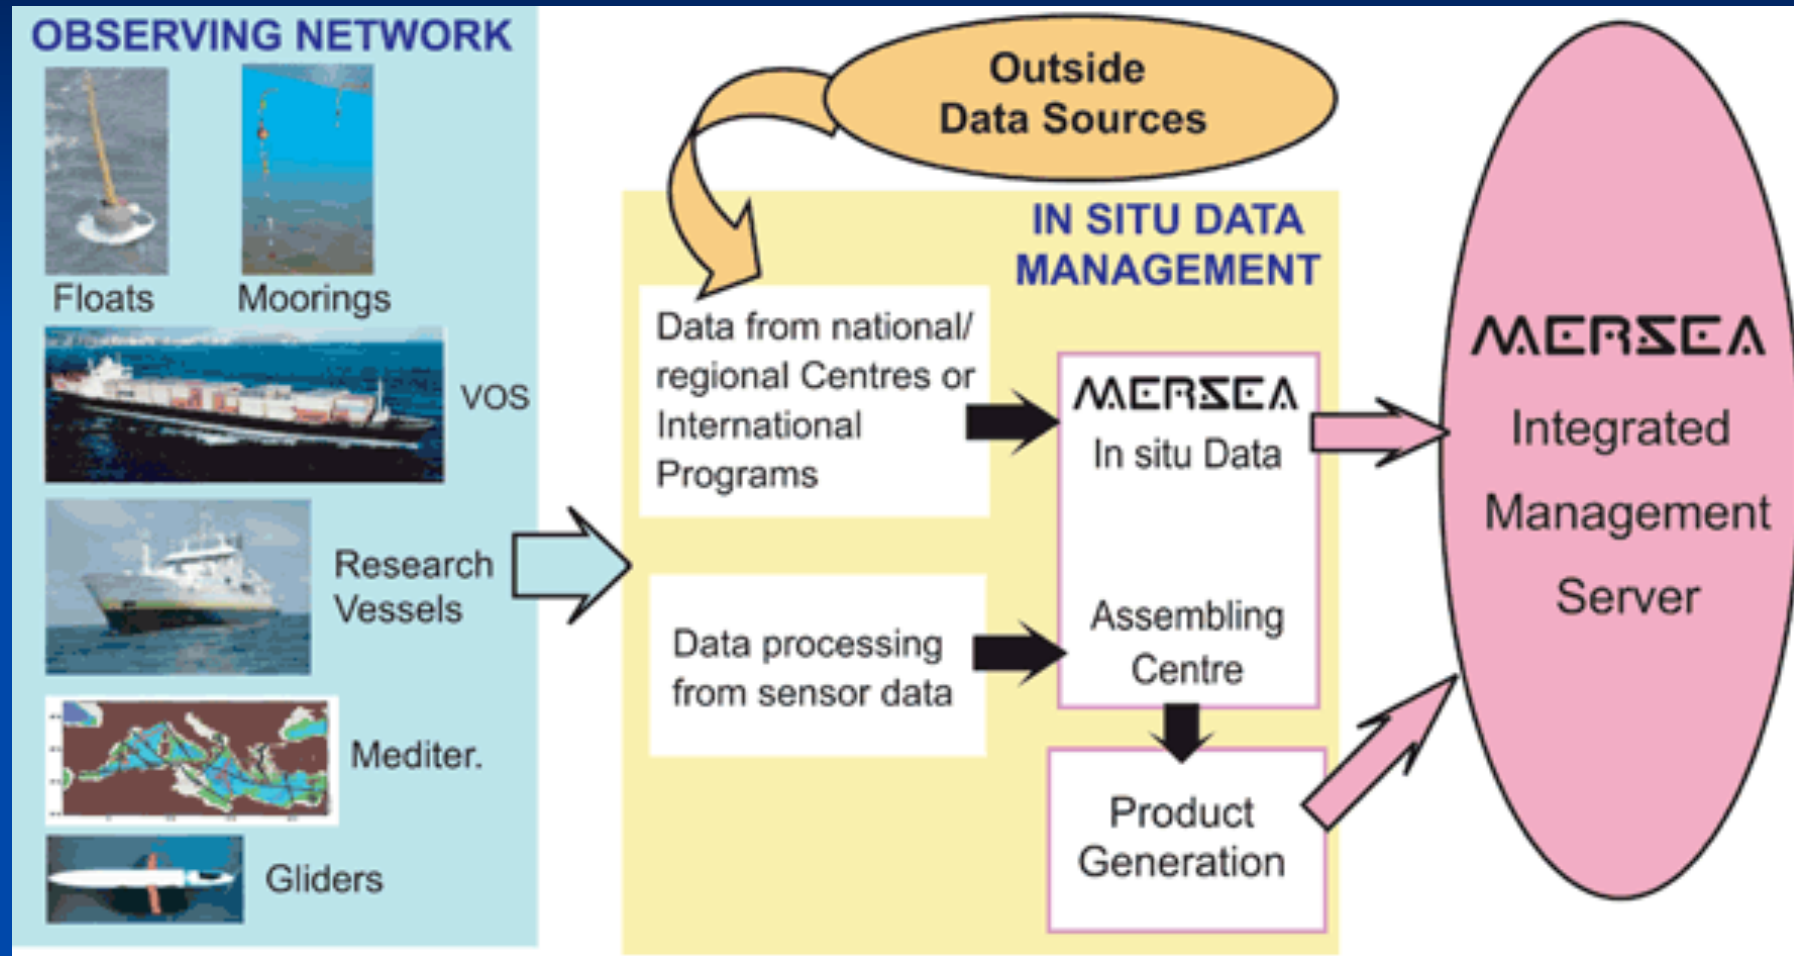 OBSERVING NETWORK
Floats
Moorings
VOS
Research
Vessels
Mediter.
Gliders
Outside
Data Sources
IN SITU DATA
MANAGEMENT
Data from national/
regional Centres or
International
Programs
Data processing
from sensor data
MERSEA
In situ Data
Assembling
Centre
Product
Generation
MERSEA
Integrated
Management
Server